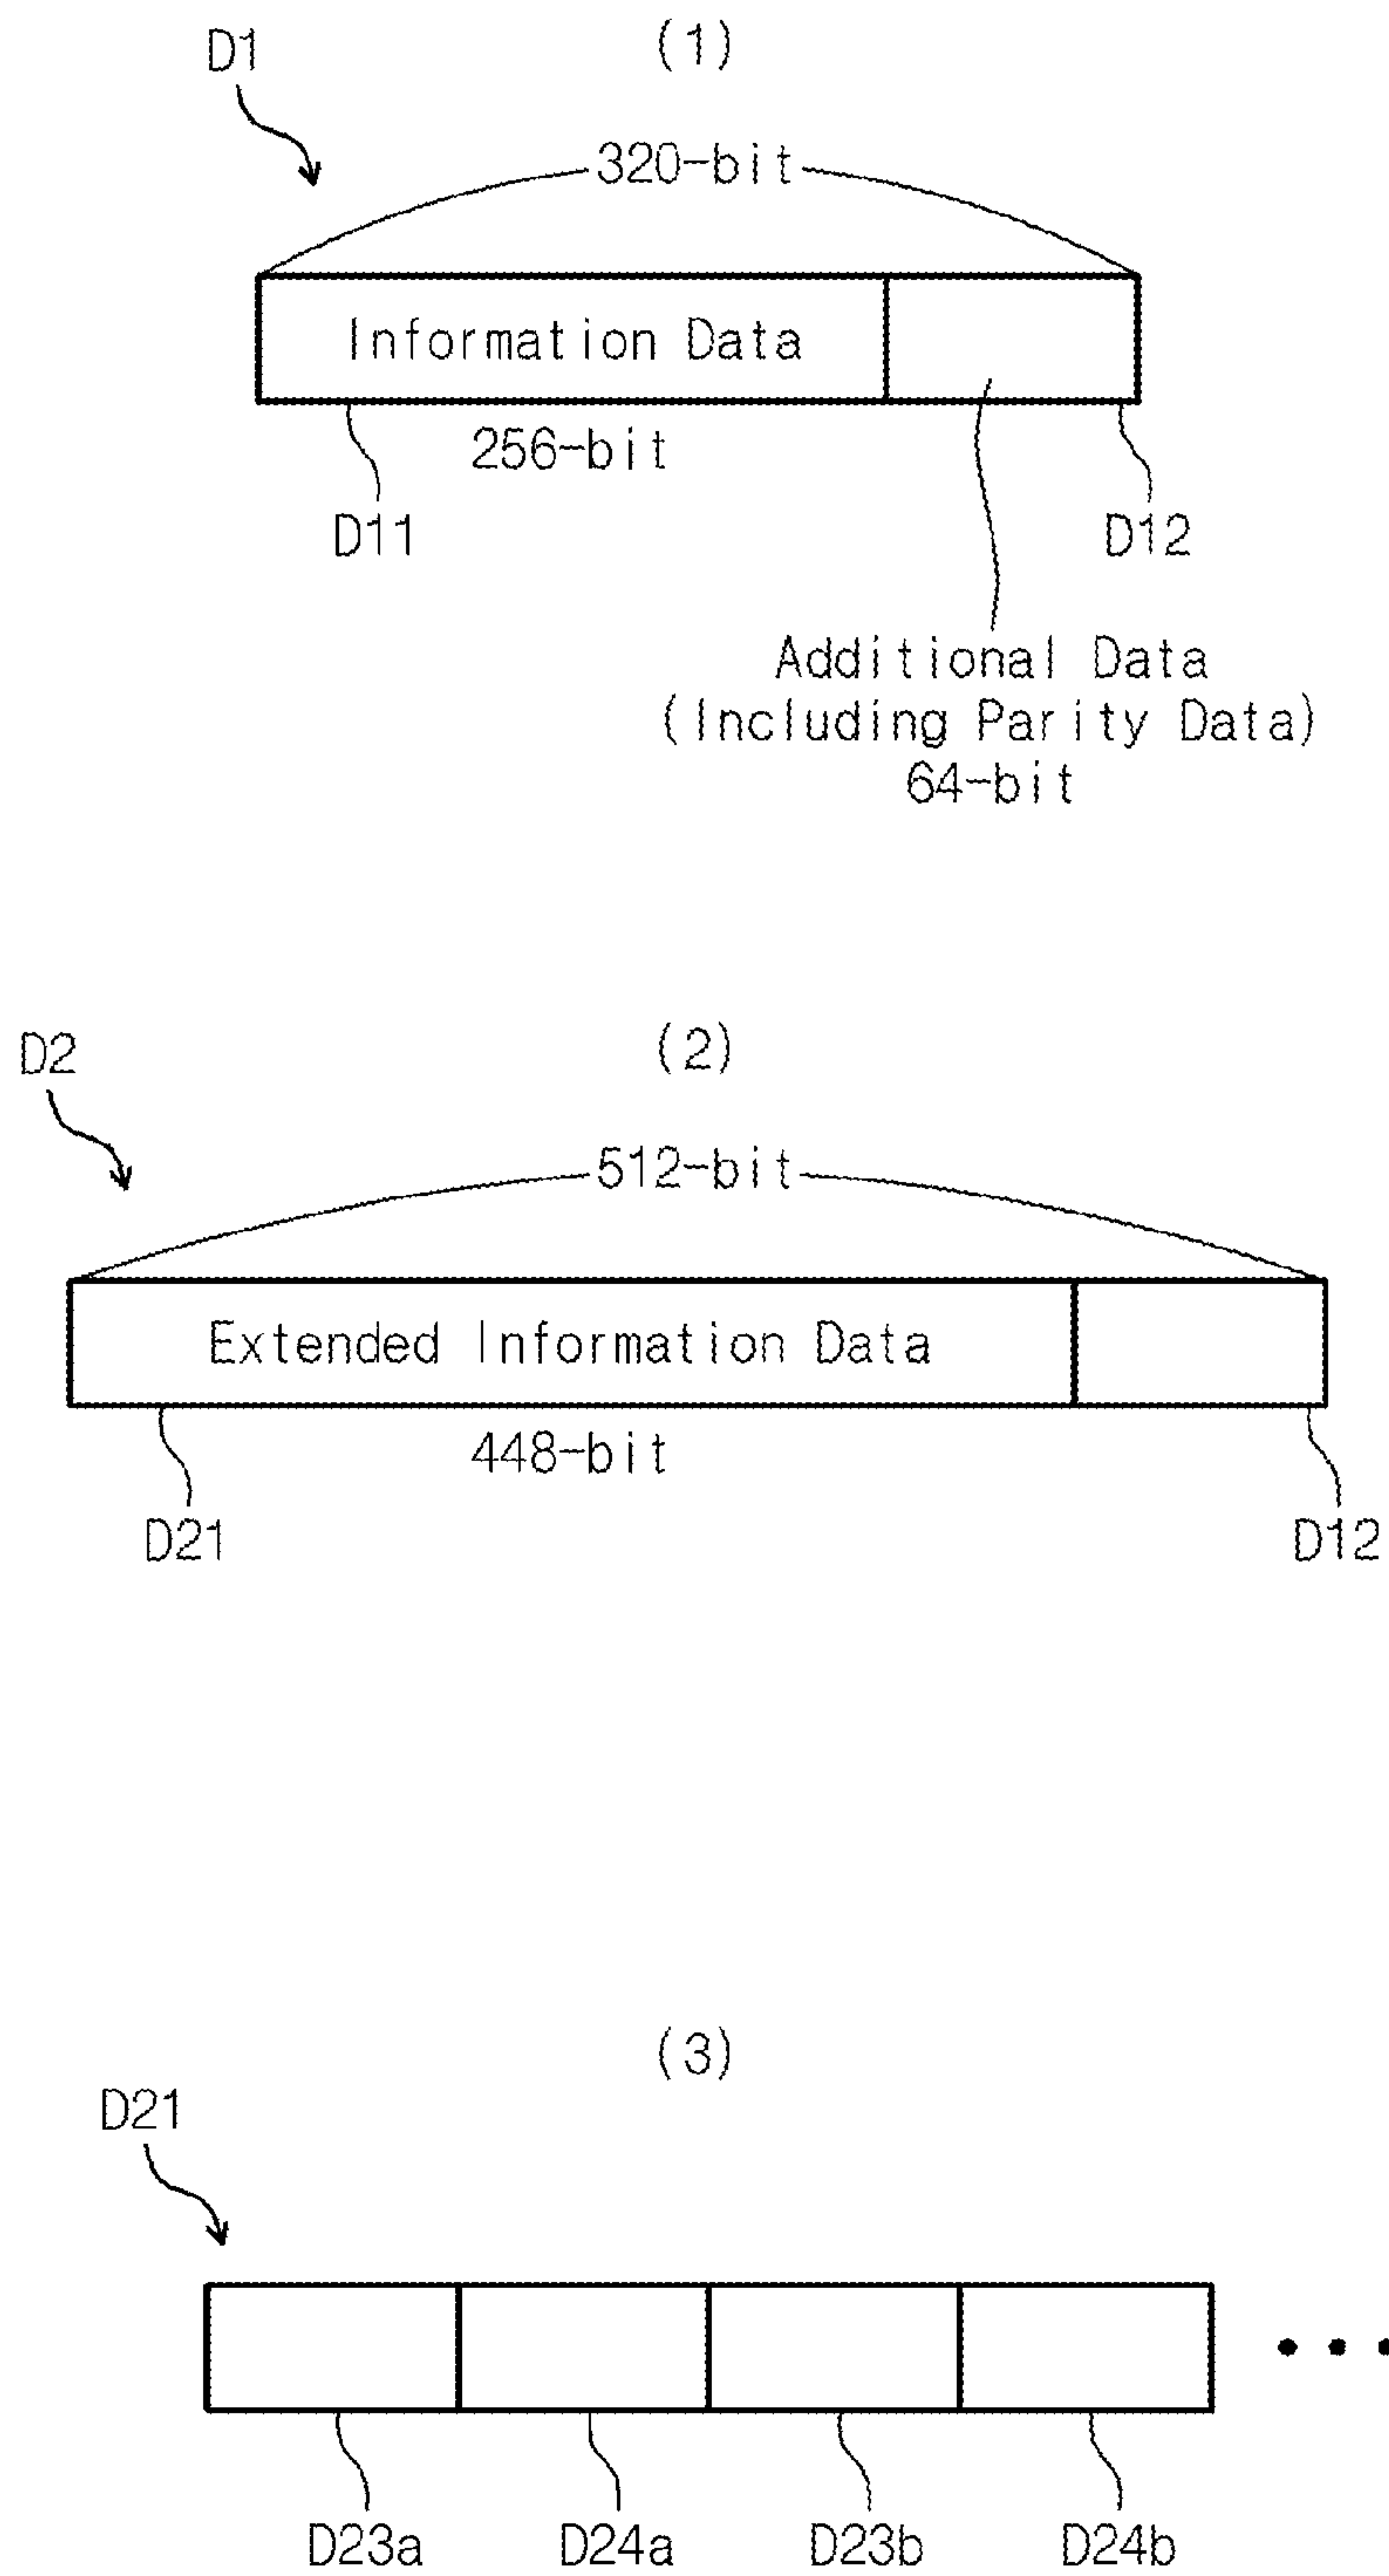 (1)
D1
320-bit
Information Data
256-bit
D11
D12
Additional Data
(Including Parity Data)
64-bit
(2)
D2
512-bit
Extended Information Data
448-bit
D21
D12
(3)
D21
D23a D24a D23b D24b